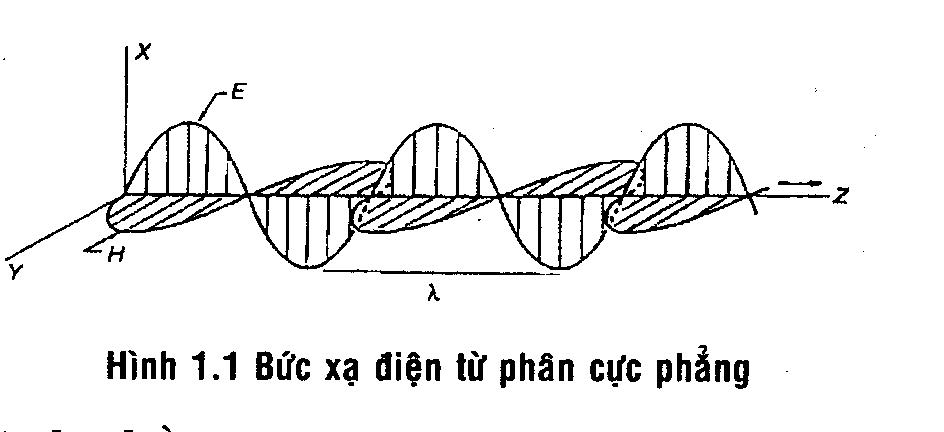 X
E
Z
H
Y
λ
Hình 1.1 Bức xạ điện từ phân cực phẳng